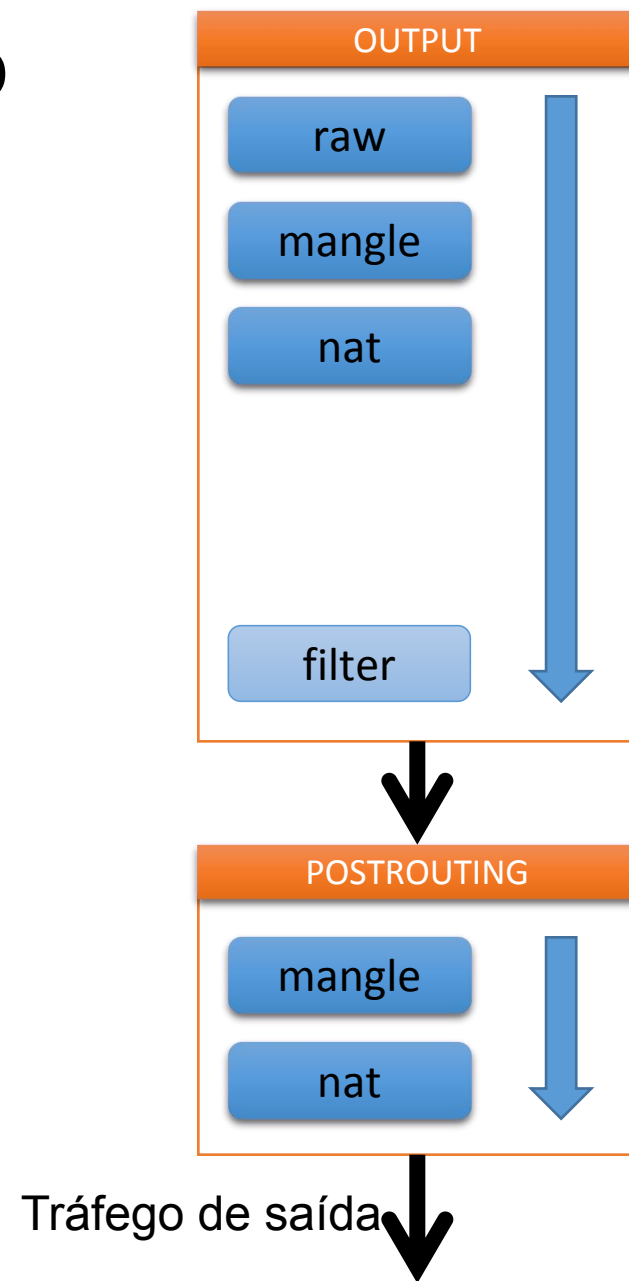 OUTPUT
raw
mangle
nat
filter
POSTROUTING
mangle
nat
Tráfego de saída